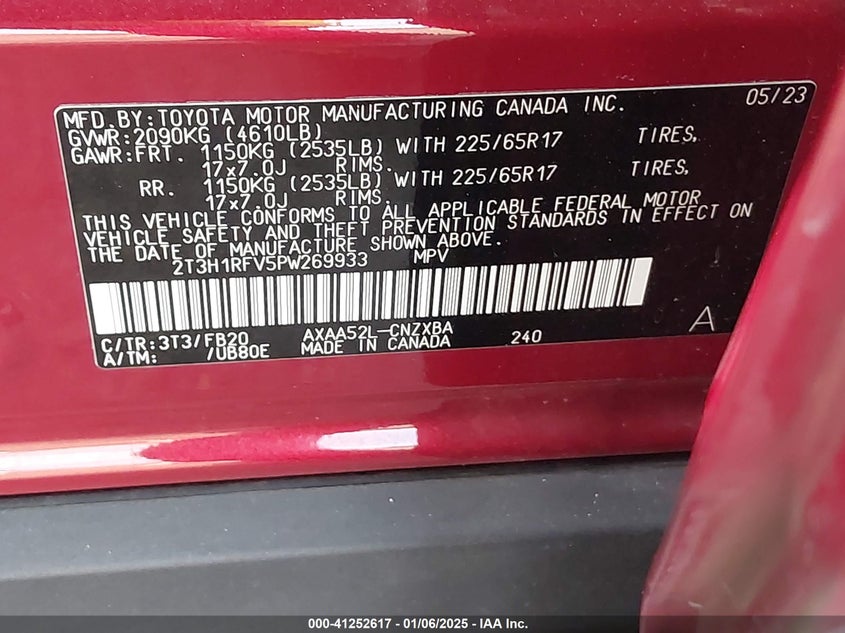 MFD.BY:TOYOTA MOTOR MANUFACTURING CANADA INC. 05/23
GVWR:2090KG (4610LB)
GAWR:FRT. 1150KG (2535LB) WITH 225/65R17 TIRES,
17x7.0J RIMS.
RR. 1150KG (2535LB) WITH 225/65R17 TIRES,
17x7.0J RIMS.
THIS VEHICLE CONFORMS TO ALL APPLICABLE FEDERAL MOTOR
VEHICLE SAFETY AND THEFT PREVENTION STANDARDS IN EFFECT ON
THE DATE OF MANUFACTURE SHOWN ABOVE.
2T3H1RFV5PW269933 MPV
C/TR:3T3/FB20 AXAA52L-CNZXBA 240 A
A/TM: /UB80E MADE IN CANADA
000-41252617 - 01/06/2025 - IAA Inc.